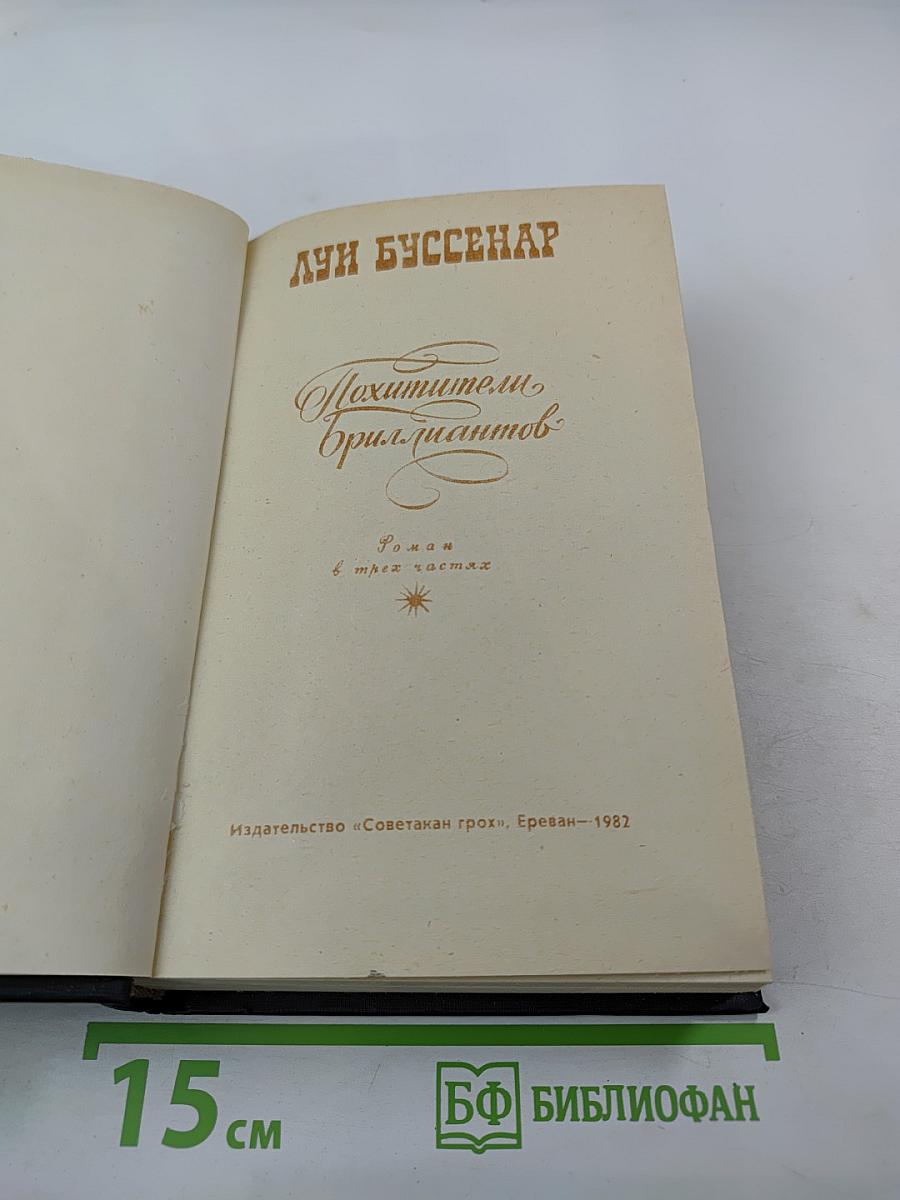 ЛУИ БУССЕНАР
Похитители
Бриллиантов
Роман
в трех частях
Издательство «Советакан грох», Ереван—1982
15 см
БФ БИБЛИОФАН